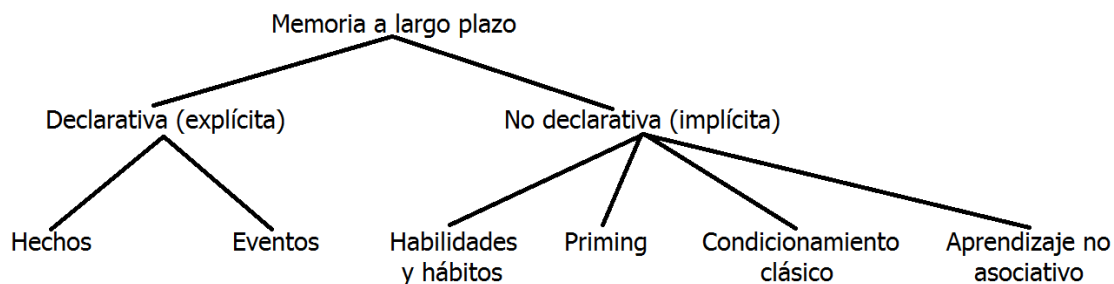 Memoria a largo plazo
Declarativa (explícita)
No declarativa (implícita)
Hechos
Eventos
Habilidades
y hábitos
Priming
Condicionamiento
clásico
Aprendizaje no
asociativo